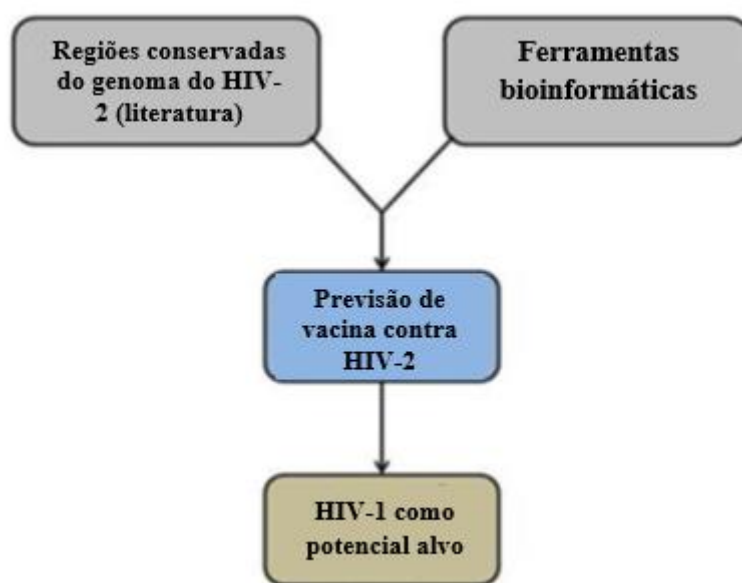 Regiões conservadas
do genoma do HIV-
2 (literatura)
Ferramentas
bioinformáticas
Previsão de
vacina contra
HIV-2
HIV-1 como
potencial alvo